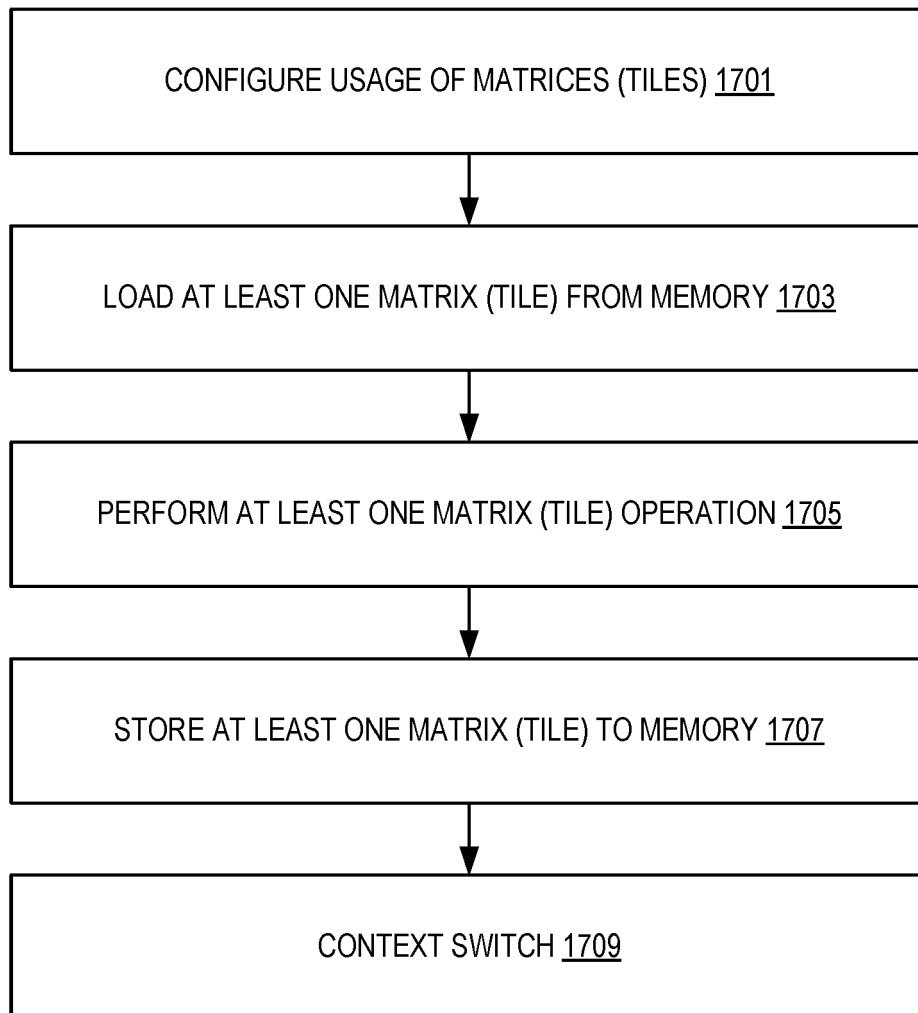 CONFIGURE USAGE OF MATRICES (TILES) 1701
LOAD AT LEAST ONE MATRIX (TILE) FROM MEMORY 1703
PERFORM AT LEAST ONE MATRIX (TILE) OPERATION 1705
STORE AT LEAST ONE MATRIX (TILE) TO MEMORY 1707
CONTEXT SWITCH 1709